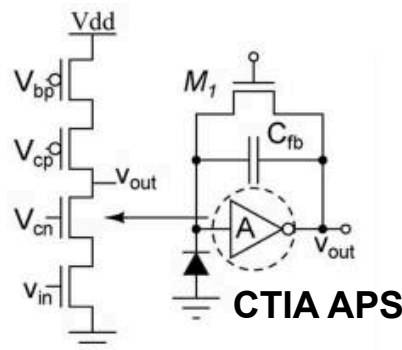 Vdd
Vbp
Vcp
vout
Vcn
vin
M1
Cfb
A
vout
CTIA APS